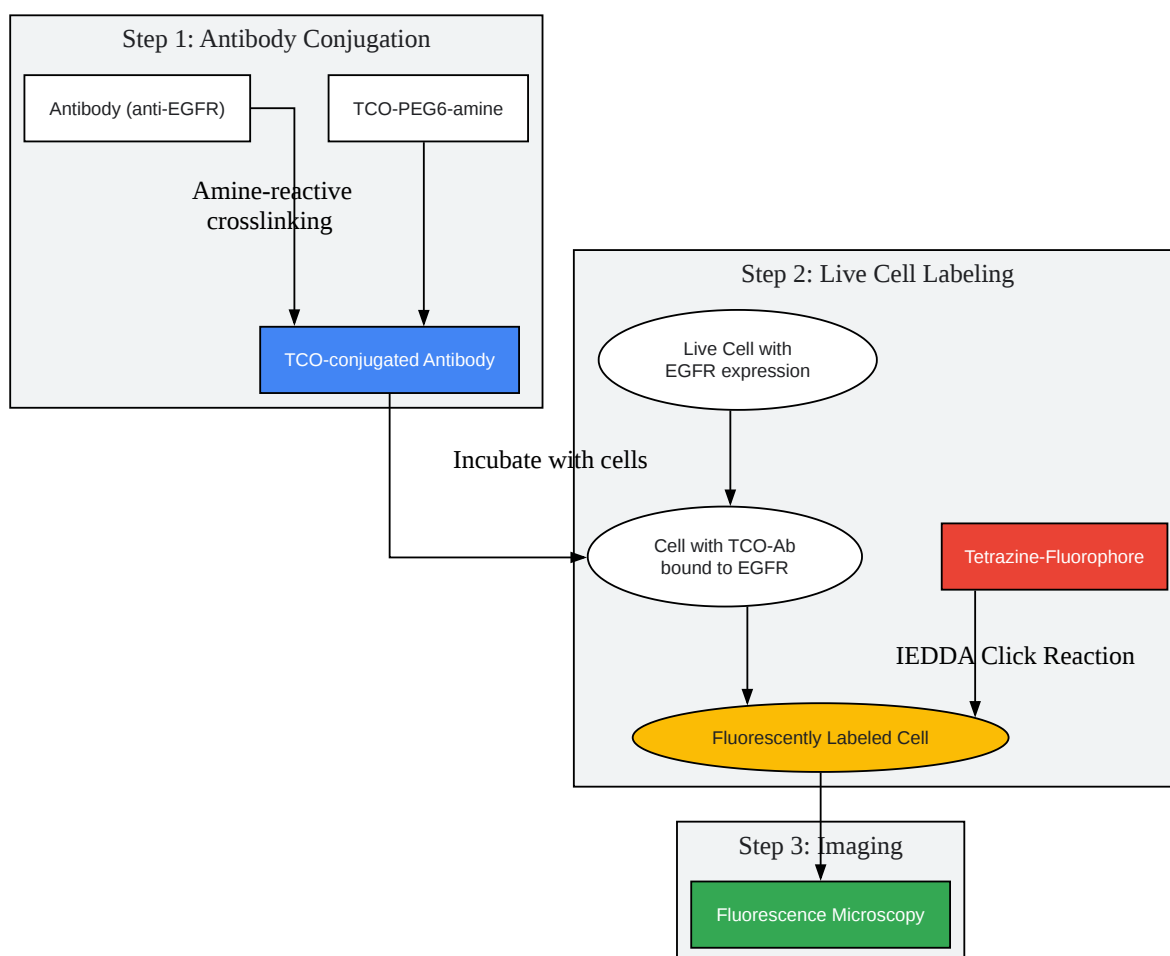 Step 1: Antibody Conjugation
Antibody (anti-EGFR)
TCO-PEG6-amine
Amine-reactive
crosslinking
TCO-conjugated Antibody
Step 2: Live Cell Labeling
Live Cell with
EGFR expression
Incubate with cells
Cell with TCO-Ab
bound to EGFR
Tetrazine-Fluorophore
IEDDA Click Reaction
Fluorescently Labeled Cell
Step 3: Imaging
Fluorescence Microscopy